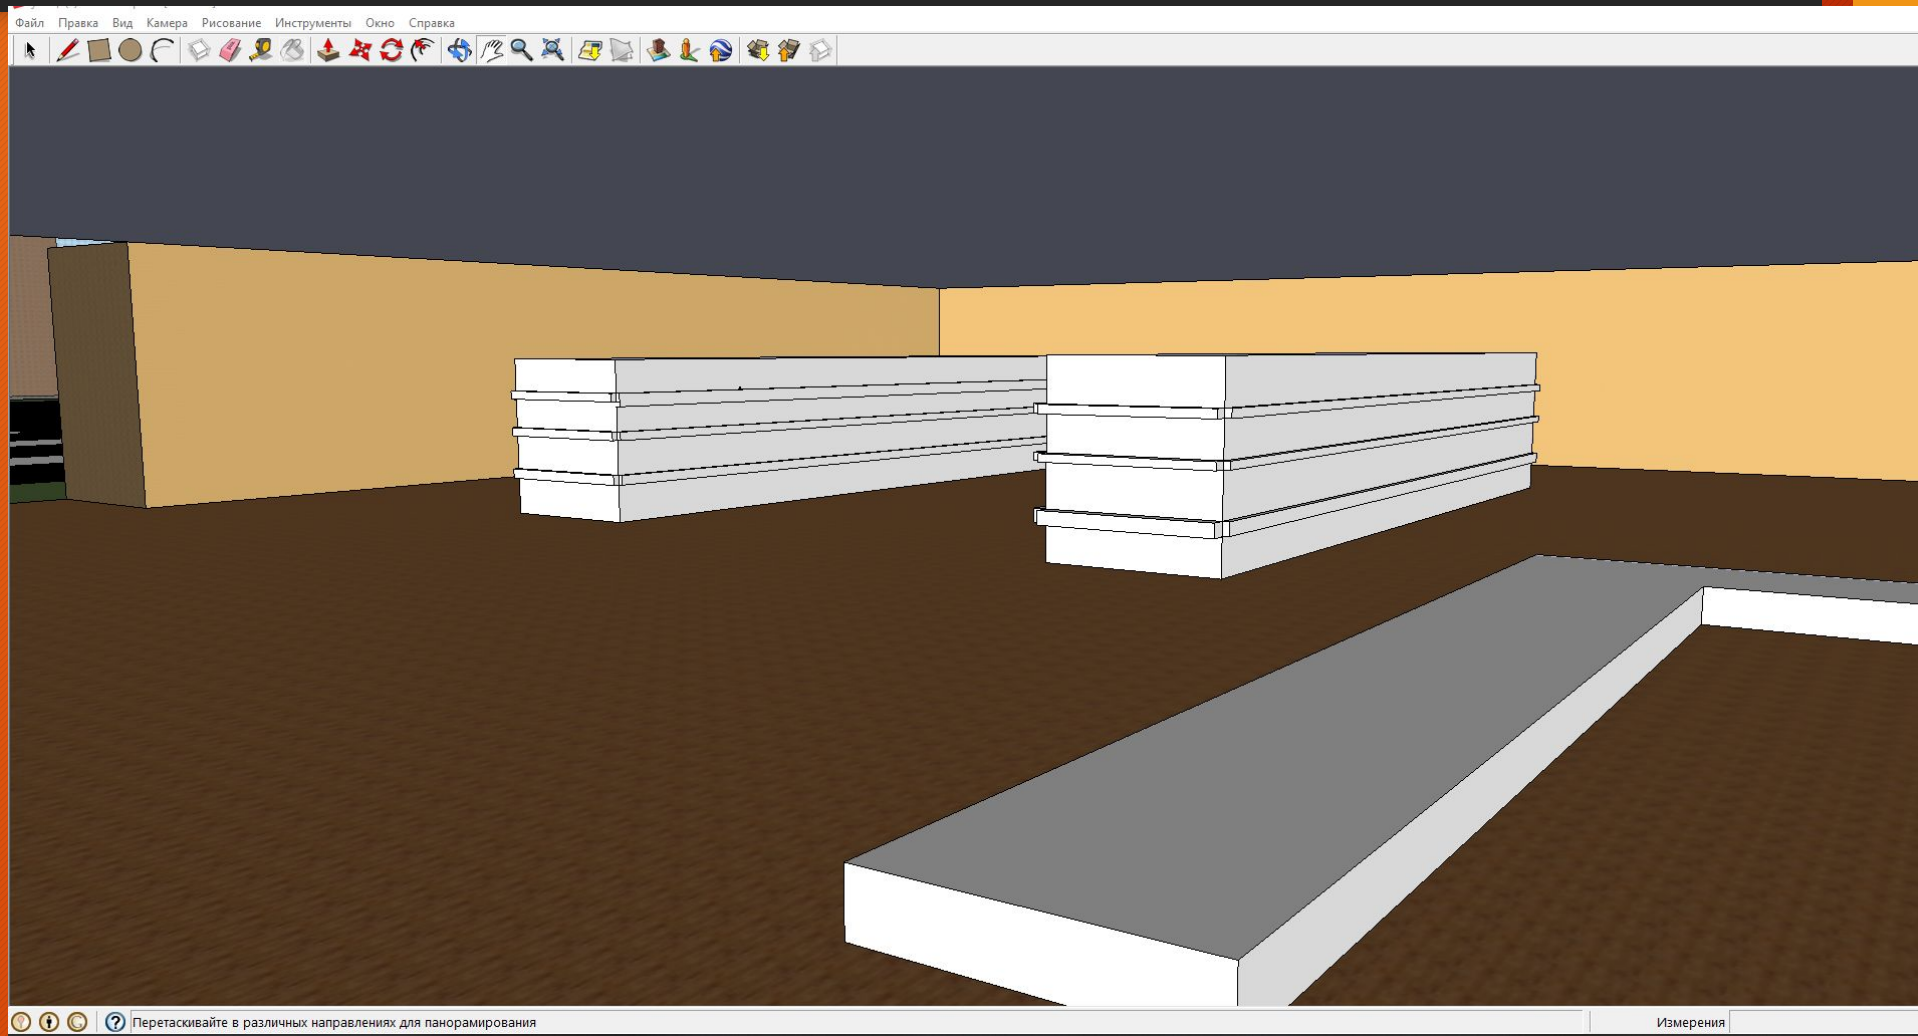 Файл Правка Вид Камера Рисование Инструменты Окно Справка
Перетаскивайте в различных направлениях для панорамирования
Измерения